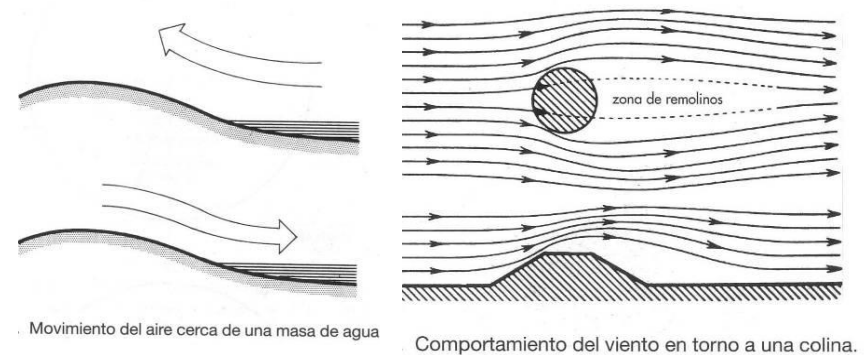 zona de remolinos
Movimiento del aire cerca de una masa de agua
Comportamiento del viento en torno a una colina.